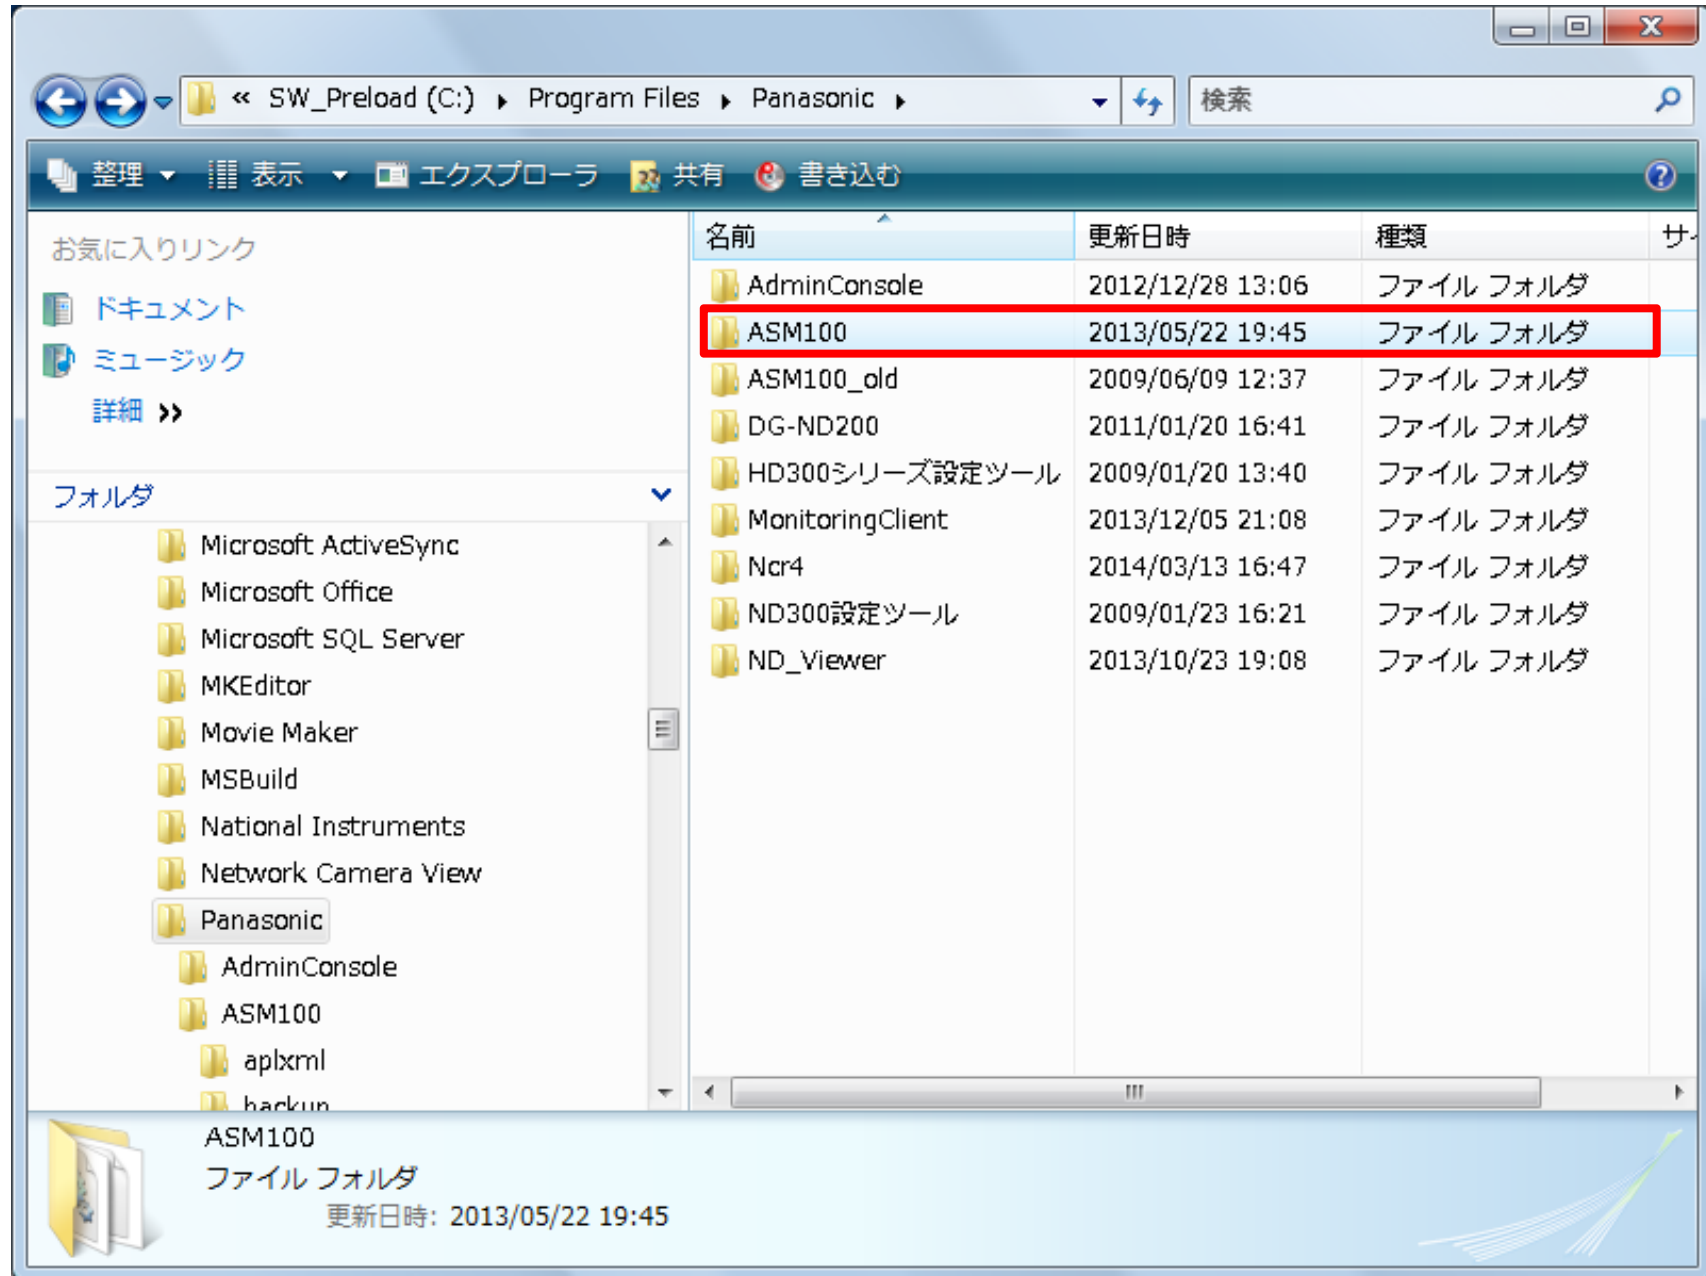 « SW_Preload (C:) ▸ Program Files ▸ Panasonic ▸
検索
整理 表示 エクスプローラ 共有 書き込む
お気に入りリンク
ドキュメント
ミュージック
詳細 »
フォルダ
Microsoft ActiveSync
Microsoft Office
Microsoft SQL Server
MKEditor
Movie Maker
MSBuild
National Instruments
Network Camera View
Panasonic
AdminConsole
ASM100
aplxml
backup
名前 更新日時 種類 サイ
AdminConsole 2012/12/28 13:06 ファイル フォルダ
ASM100 2013/05/22 19:45 ファイル フォルダ
ASM100_old 2009/06/09 12:37 ファイル フォルダ
DG-ND200 2011/01/20 16:41 ファイル フォルダ
HD300シリーズ設定ツール 2009/01/20 13:40 ファイル フォルダ
MonitoringClient 2013/12/05 21:08 ファイル フォルダ
Ncr4 2014/03/13 16:47 ファイル フォルダ
ND300設定ツール 2009/01/23 16:21 ファイル フォルダ
ND_Viewer 2013/10/23 19:08 ファイル フォルダ
ASM100
ファイル フォルダ
更新日時: 2013/05/22 19:45